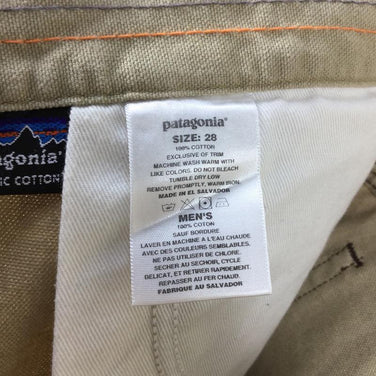 patagonia®
SIZE: 28
100% COTTON
EXCLUSIVE OF TRIM
MACHINE WASH WARM WITH
LIKE COLORS. DO NOT BLEACH
TUMBLE DRY LOW
REMOVE PROMPTLY, WARM IRON.
MADE IN EL SALVADOR
MEN'S
100% COTON
SAUF BORDURE
LAVER EN MACHINE A L'EAU CHAUDE
AVEC COULEURS SEMBLABLES.
NE PAS UTILISER DE CHLORE.
SECHER AU SECHOIR, CYCLE
DELICAT, ET RETIRER RAPIDEMENT.
REPASSER AU FER CHAUD.
FABRIQUE AU SALVADOR
agonia®
IC COTTON